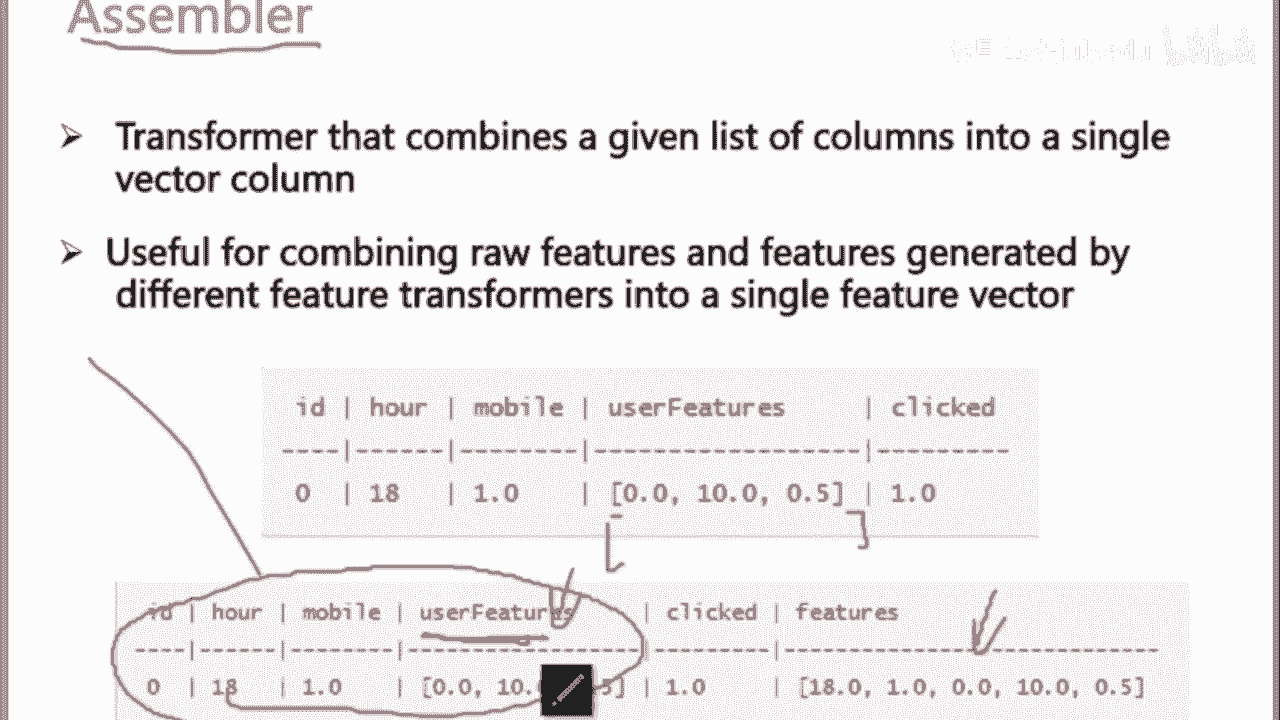 Assembler
Transformer that combines a given list of columns into a single
vector column
Useful for combining raw features and features generated by
different feature transformers into a single feature vector
id | hour | mobile | userFeatures | clicked
----|------|--------|------------------|---------
0 | 18 | 1.0 | [0.0, 10.0, 0.5] | 1.0
id | hour | mobile | userFeatures | clicked | features
----|------|--------|------------------|---------|-----------------------------
0 | 18 | 1.0 | [0.0, 10. 5] | 1.0 | [18.0, 1.0, 0.0, 10.0, 0.5]